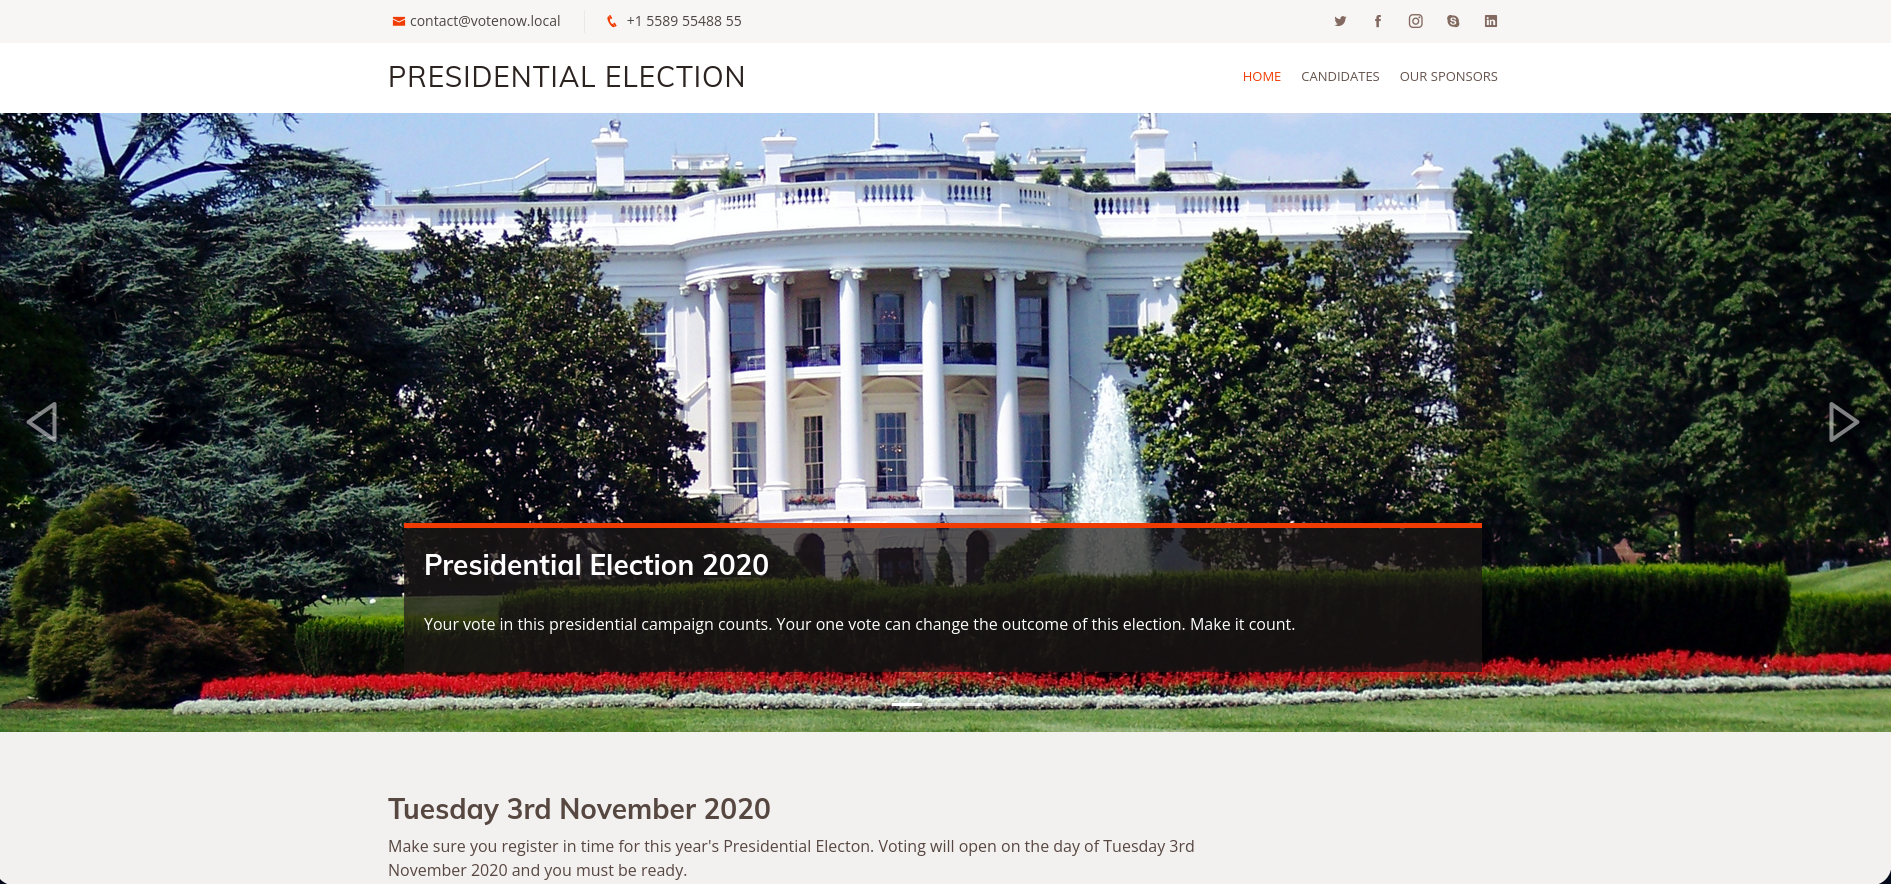 contact@votenow.local
+1 5589 55488 55
PRESIDENTIAL ELECTION
HOME
CANDIDATES
OUR SPONSORS
Presidential Election 2020
Your vote in this presidential campaign counts. Your one vote can change the outcome of this election. Make it count.
Tuesday 3rd November 2020
Make sure you register in time for this year's Presidential Electon. Voting will open on the day of Tuesday 3rd
November 2020 and you must be ready.